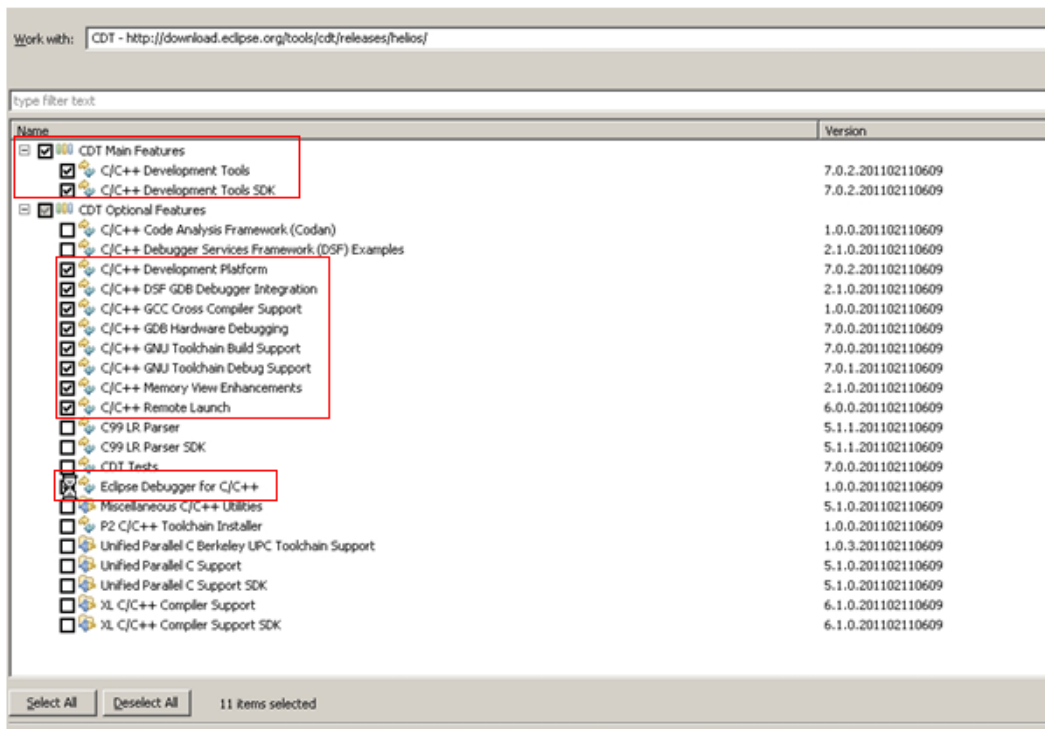 Work with: CDT - http://download.eclipse.org/tools/cdt/releases/helios/
type filter text
Name Version
CDT Main Features
C/C++ Development Tools 7.0.2.201102110609
C/C++ Development Tools SDK 7.0.2.201102110609
CDT Optional Features
C/C++ Code Analysis Framework (Codan) 1.0.0.201102110609
C/C++ Debugger Services Framework (DSF) Examples 2.1.0.201102110609
C/C++ Development Platform 7.0.2.201102110609
C/C++ DSF GDB Debugger Integration 2.1.0.201102110609
C/C++ GCC Cross Compiler Support 1.0.0.201102110609
C/C++ GDB Hardware Debugging 7.0.0.201102110609
C/C++ GNU Toolchain Build Support 7.0.0.201102110609
C/C++ GNU Toolchain Debug Support 7.0.1.201102110609
C/C++ Memory View Enhancements 2.1.0.201102110609
C/C++ Remote Launch 6.0.0.201102110609
C99 LR Parser 5.1.1.201102110609
C99 LR Parser SDK 5.1.1.201102110609
CDT Tests 7.0.0.201102110609
Eclipse Debugger for C/C++ 1.0.0.201102110609
Miscellaneous C/C++ Utilities 5.1.0.201102110609
P2 C/C++ Toolchain Installer 1.0.0.201102110609
Unified Parallel C Berkeley UPC Toolchain Support 1.0.3.201102110609
Unified Parallel C Support 5.1.0.201102110609
Unified Parallel C Support SDK 5.1.0.201102110609
XL C/C++ Compiler Support 6.1.0.201102110609
XL C/C++ Compiler Support SDK 6.1.0.201102110609
Select All Deselect All 11 items selected